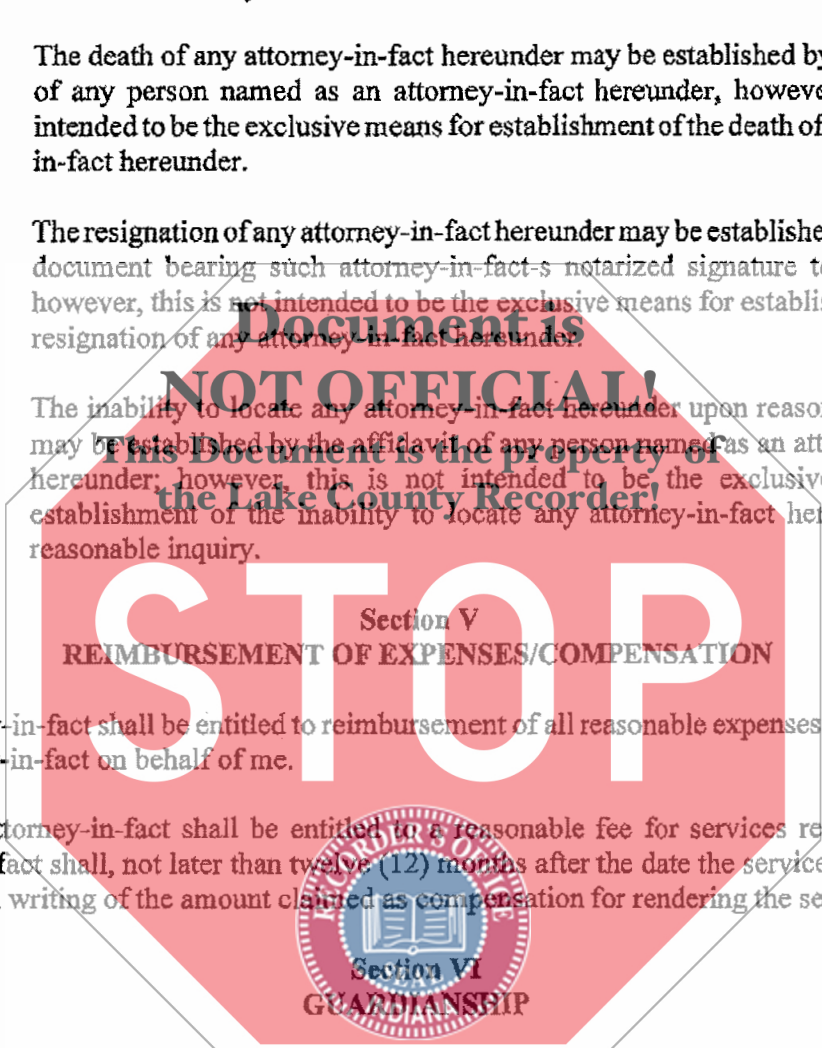 The death of any attorney-in-fact hereunder may be established by
of any person named as an attorney-in-fact hereunder, howeve
intended to be the exclusive means for establishment of the death of
in-fact hereunder.
The resignation of any attorney-in-fact hereunder may be establishe
document bearing such attorney-in-fact-s notarized signature t
however, this is not intended to be the exclusive means for establi
resignation of any attorney-in-fact hereunder.
Document is
NOT OFFICIAL!
The inability to locate any attorney-in-fact hereunder upon reaso
may be established by the affidavit of any person named as an att
This Document is the property of
hereunder; however, this is not intended to be the exclusiv
the Lake County Recorder!
establishment of the inability to locate any attorney-in-fact her
reasonable inquiry.
STOP
Section V
REIMBURSEMENT OF EXPENSES/COMPENSATION
-in-fact shall be entitled to reimbursement of all reasonable expenses
-in-fact on behalf of me.
torney-in-fact shall be entitled to a reasonable fee for services re
fact shall, not later than twelve (12) months after the date the service
writing of the amount claimed as compensation for rendering the se
RECORDER'S OFFICE
SEAL
INDIANA
Section VI
GUARDIANSHIP